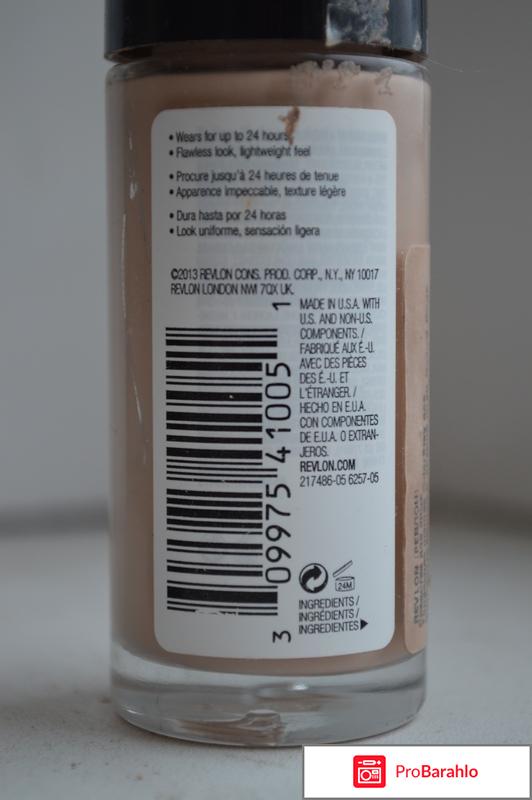 • Wears for up to 24 hours
• Flawless look, lightweight feel
• Procure jusqu'à 24 heures de tenue
• Apparence impeccable, texture légère
• Dura hasta por 24 horas
• Look uniforme, sensación ligera
©2013 REVLON CONS. PROD. CORP., N.Y., NY 10017
REVLON LONDON NW1 7QX UK.
MADE IN U.S.A. WITH
U.S. AND NON-U.S.
COMPONENTS. /
FABRIQUÉ AUX É.-U.
AVEC DES PIÈCES
DES É.-U. ET
L'ÉTRANGER. /
HECHO EN E.U.A.
CON COMPONENTES
DE E.U.A. O EXTRAN-
JEROS.
REVLON.COM
217486-05 6257-05
3 09975 41005 1
24M
INGREDIENTS /
INGRÉDIENTS /
INGREDIENTES▶
REVLON
ProBarahlo